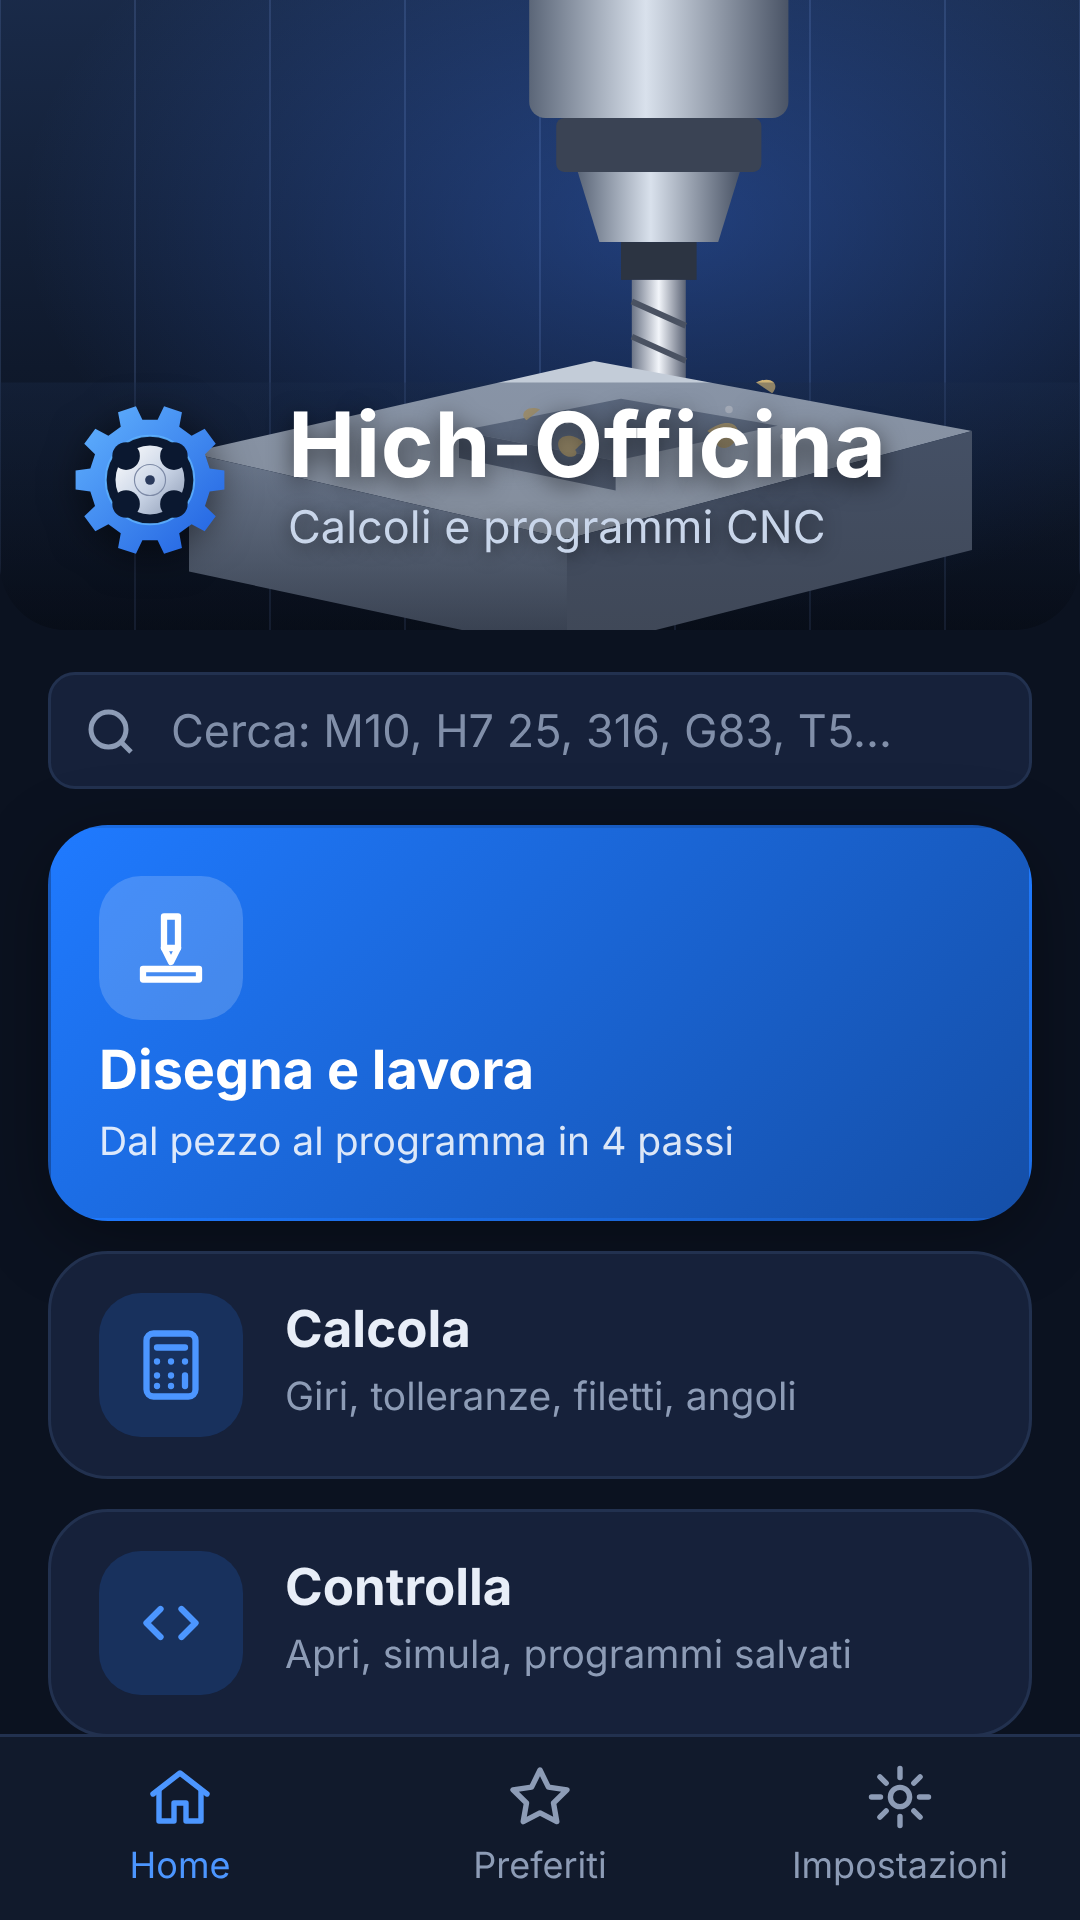 Hich-Officina
Calcoli e programmi CNC
Cerca: M10, H7 25, 316, G83, T5...
Disegna e lavora
Dal pezzo al programma in 4 passi
Calcola
Giri, tolleranze, filetti, angoli
Controlla
Apri, simula, programmi salvati
Home
Preferiti
Impostazioni